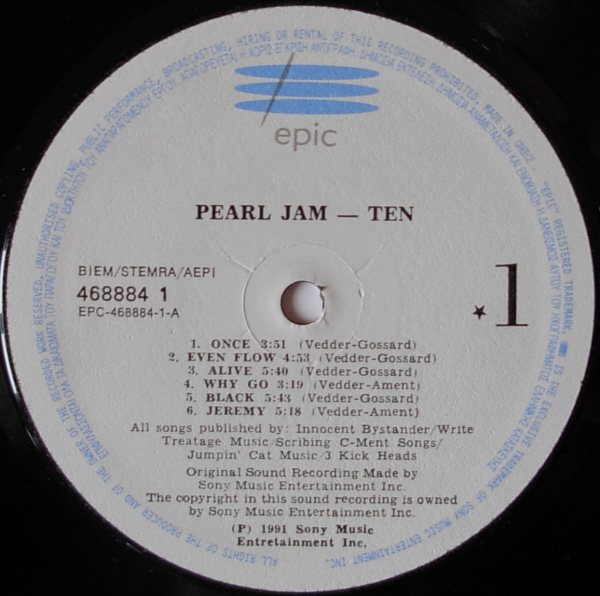 epic
PEARL JAM — TEN
BIEM/STEMRA/AEPI
468884 1
EPC-468884-1-A
★ 1
1. ONCE 3:51 (Vedder-Gossard)
2. EVEN FLOW 4:53 (Vedder-Gossard)
3. ALIVE 5:40 (Vedder-Gossard)
4. WHY GO 3:19 (Vedder-Ament)
5. BLACK 5:43 (Vedder-Gossard)
6. JEREMY 5:18 (Vedder-Ament)
All songs published by: Innocent Bystander/Write
Treatage Music/Scribing C-Ment Songs/
Jumpin' Cat Music/3 Kick Heads
Original Sound Recording Made by
Sony Music Entertainment Inc.
The copyright in this sound recording is owned
by Sony Music Entertainment Inc.
(P) 1991 Sony Music
Entretainment Inc.
ALL RIGHTS OF THE PRODUCER AND OF THE OWNER OF THE RECORDED WORK RESERVED. UNAUTHORISED COPYING, PUBLIC PERFORMANCE, BROADCASTING, HIRING OR RENTAL OF THIS RECORDING PROHIBITED. MADE IN GREECE. "EPIC" REGISTERED TRADEMARK. IS THE EXCLUSIVE TRADEMARK OF SONY MUSIC ENTERTAINMENT INC.